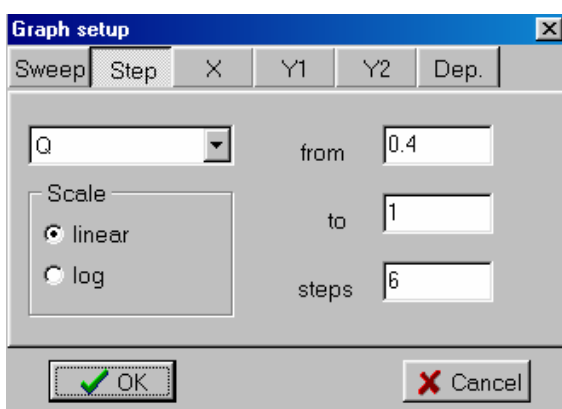 Graph setup
Sweep Step X Y1 Y2 Dep.
Q
from 0.4
Scale
linear
to 1
log
steps 6
OK Cancel